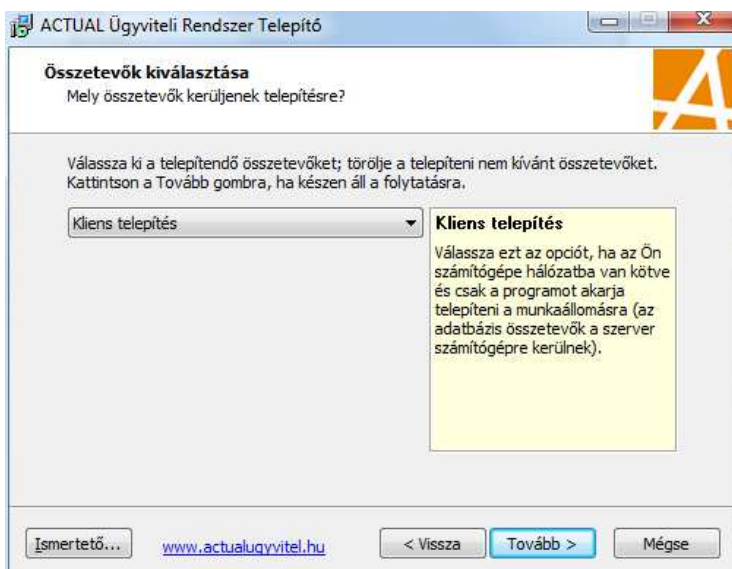 ACTUAL Ügyviteli Rendszer Telepítő
Összetevők kiválasztása
Mely összetevők kerüljenek telepítésre?
Válassza ki a telepítendő összetevőket; törölje a telepíteni nem kívánt összetevőket.
Kattintson a Tovább gombra, ha készen áll a folytatásra.
Kliens telepítés
Kliens telepítés
Válassza ezt az opciót, ha az Ön
számítógépe hálózatba van kötve
és csak a programot akarja
telepíteni a munkaállomásra (az
adatbázis összetevők a szerver
számítógépre kerülnek).
Ismertető...
www.actualugyvitel.hu
< Vissza
Tovább >
Mégse